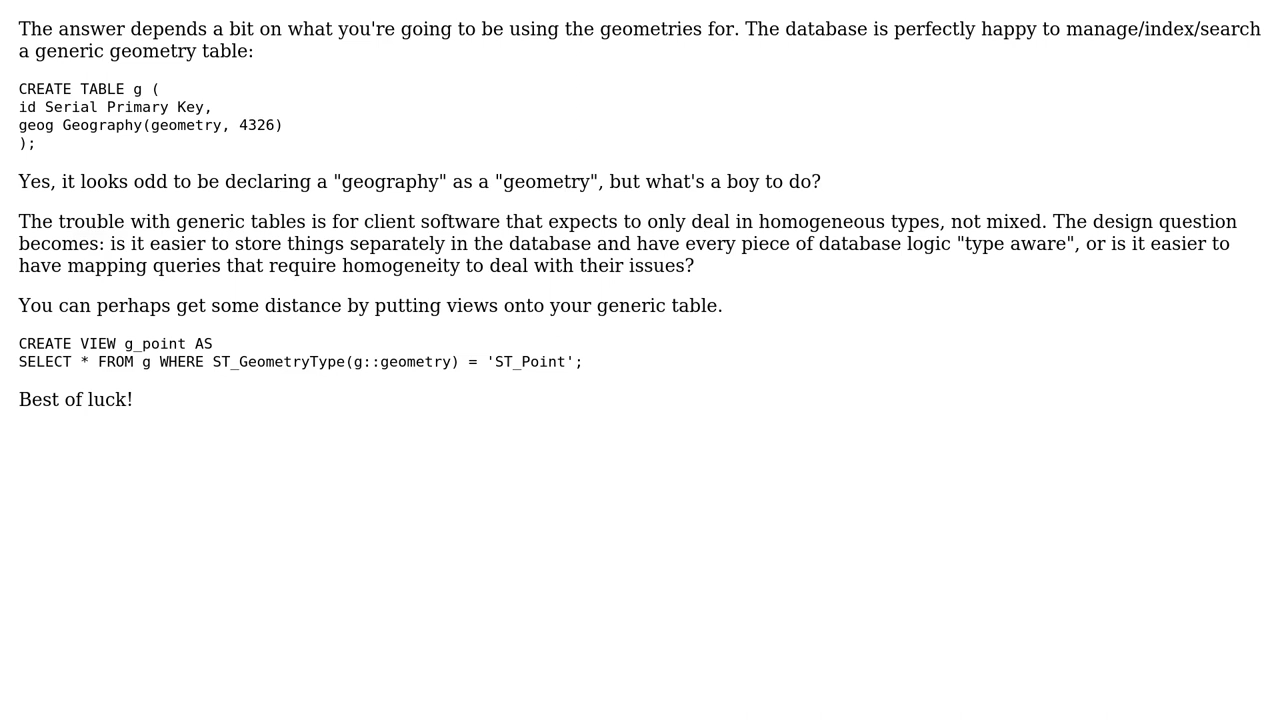 The answer depends a bit on what you're going to be using the geometries for. The database is perfectly happy to manage/index/search
a generic geometry table:
CREATE TABLE g (
id Serial Primary Key,
geog Geography(geometry, 4326)
);
Yes, it looks odd to be declaring a "geography" as a "geometry", but what's a boy to do?
The trouble with generic tables is for client software that expects to only deal in homogeneous types, not mixed. The design question
becomes: is it easier to store things separately in the database and have every piece of database logic "type aware", or is it easier to
have mapping queries that require homogeneity to deal with their issues?
You can perhaps get some distance by putting views onto your generic table.
CREATE VIEW g_point AS
SELECT * FROM g WHERE ST_GeometryType(g::geometry) = 'ST_Point';
Best of luck!